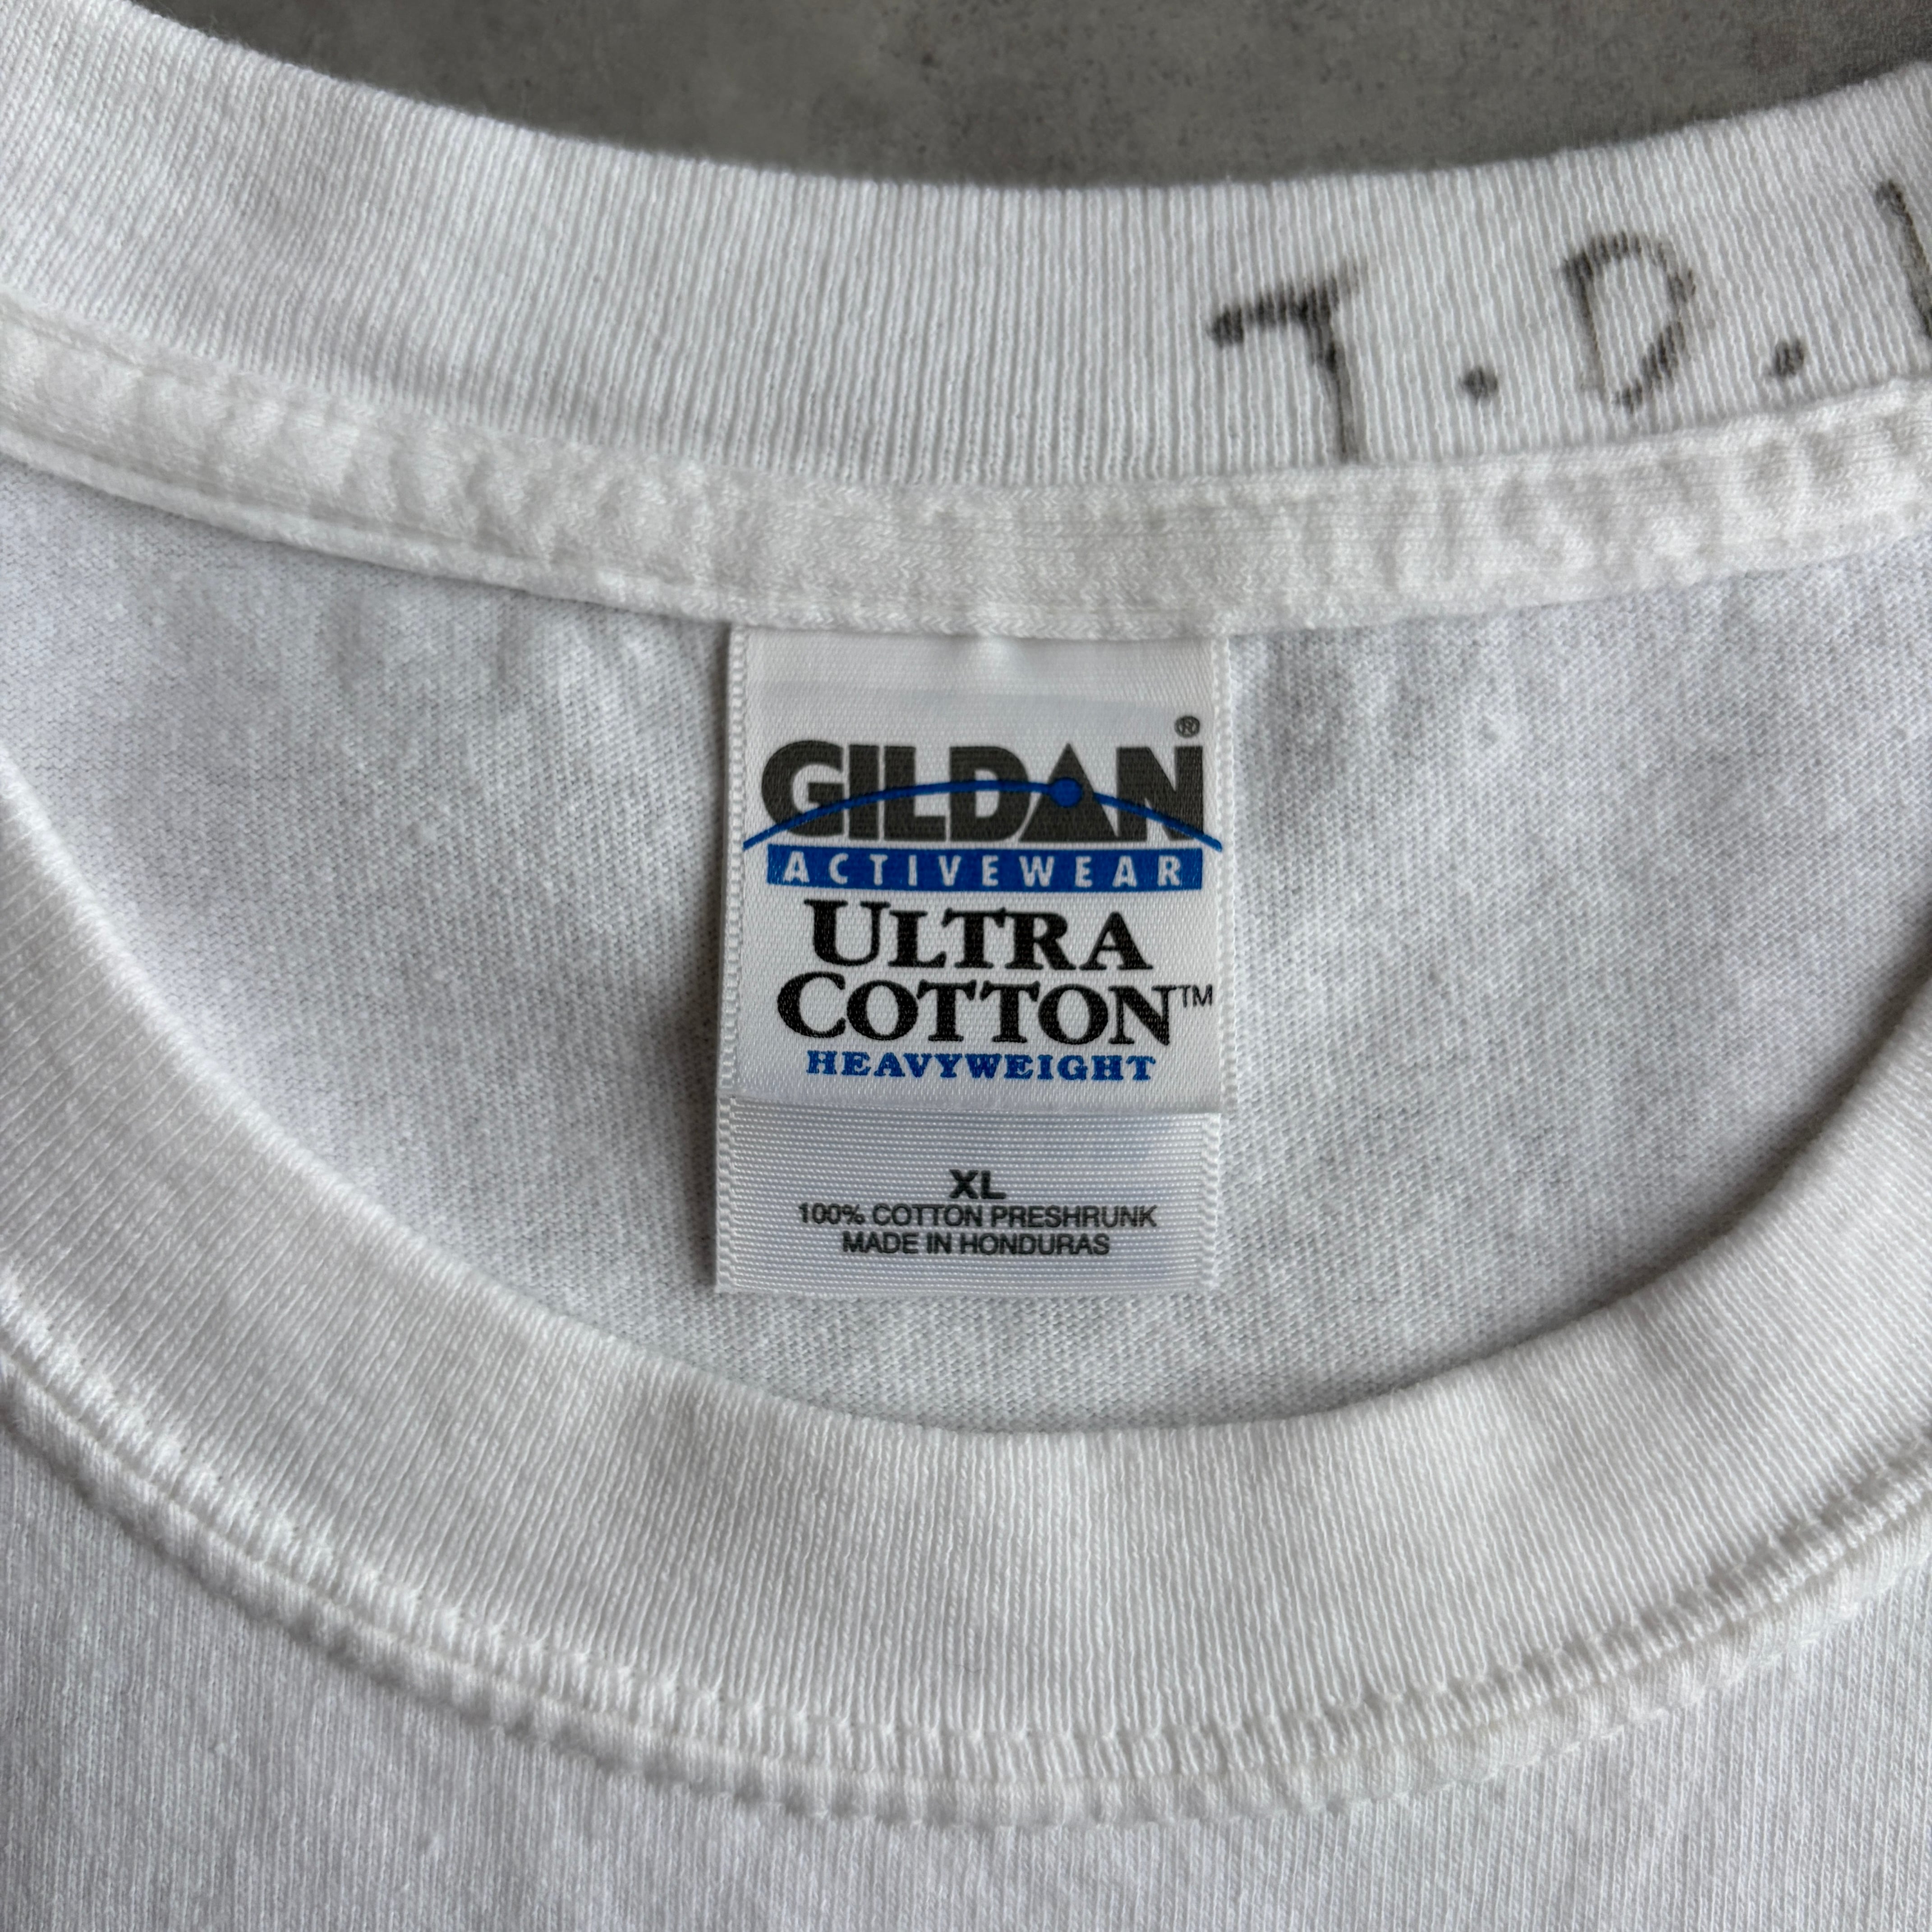 T.D.
GILDAN®
ACTIVEWEAR
ULTRA
COTTON™
HEAVYWEIGHT
XL
100% COTTON PRESHRUNK
MADE IN HONDURAS